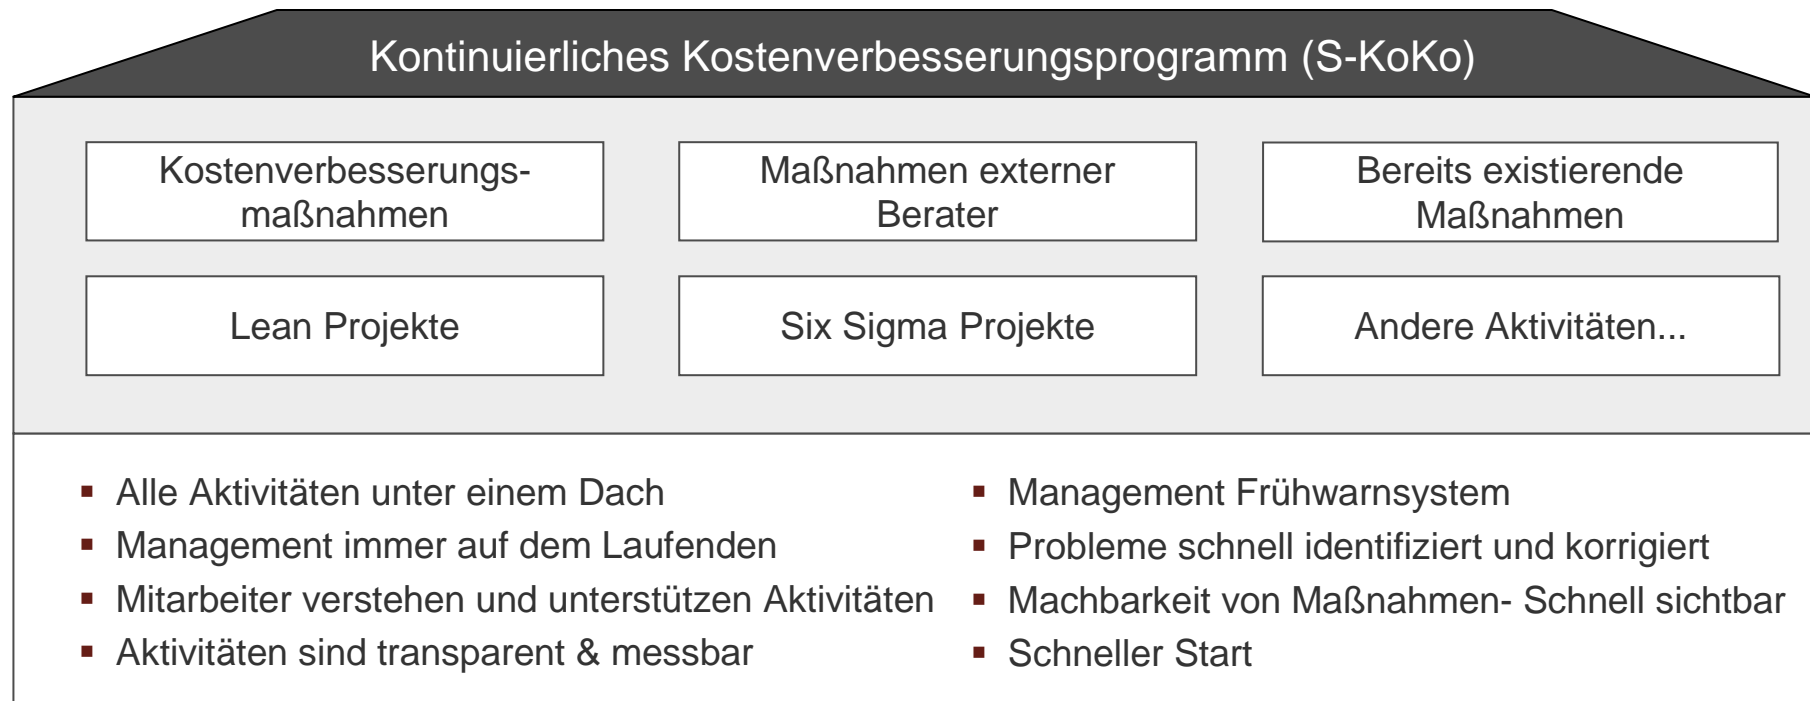 Kontinuierliches Kostenverbesserungsprogramm (S-KoKo)
Kostenverbesserungs-
maßnahmen
Maßnahmen externer
Berater
Bereits existierende
Maßnahmen
Lean Projekte
Six Sigma Projekte
Andere Aktivitäten...
▪ Alle Aktivitäten unter einem Dach
▪ Management immer auf dem Laufenden
▪ Mitarbeiter verstehen und unterstützen Aktivitäten
▪ Aktivitäten sind transparent & messbar
▪ Management Frühwarnsystem
▪ Probleme schnell identifiziert und korrigiert
▪ Machbarkeit von Maßnahmen- Schnell sichtbar
▪ Schneller Start